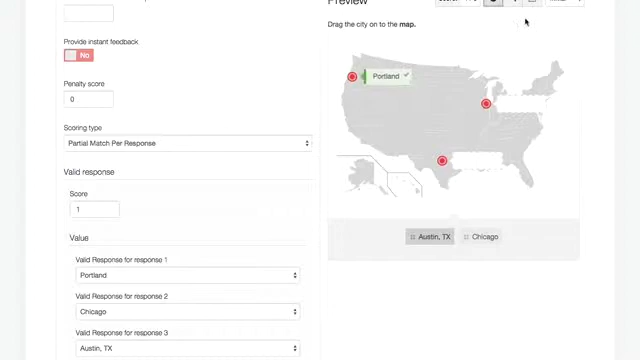 Provide instant feedback
No
Penalty score
0
Scoring type
Partial Match Per Response
Valid response
Score
1
Value
Valid Response for response 1
Portland
Valid Response for response 2
Chicago
Valid Response for response 3
Austin, TX
Preview
Drag the city on to the map.
Portland
Austin, TX
Chicago